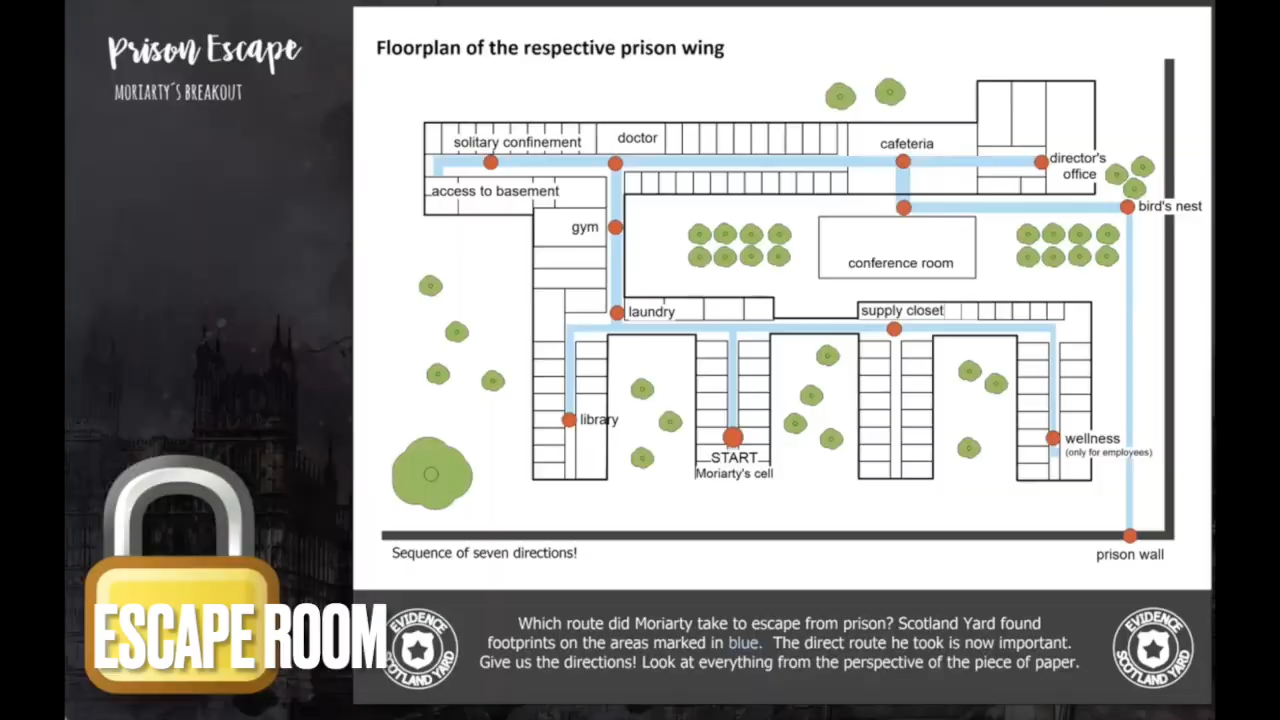 Prison Escape
MORIARTY´S BREAKOUT
Floorplan of the respective prison wing
solitary confinement
doctor
cafeteria
director's
office
access to basement
bird's nest
gym
conference room
laundry
supply closet
library
wellness
(only for employees)
START
Moriarty's cell
Sequence of seven directions!
prison wall
ESCAPE ROOM
EVIDENCE
SCOTLAND YARD
Which route did Moriarty take to escape from prison? Scotland Yard found
footprints on the areas marked in blue. The direct route he took is now important.
Give us the directions! Look at everything from the perspective of the piece of paper.
EVIDENCE
SCOTLAND YARD